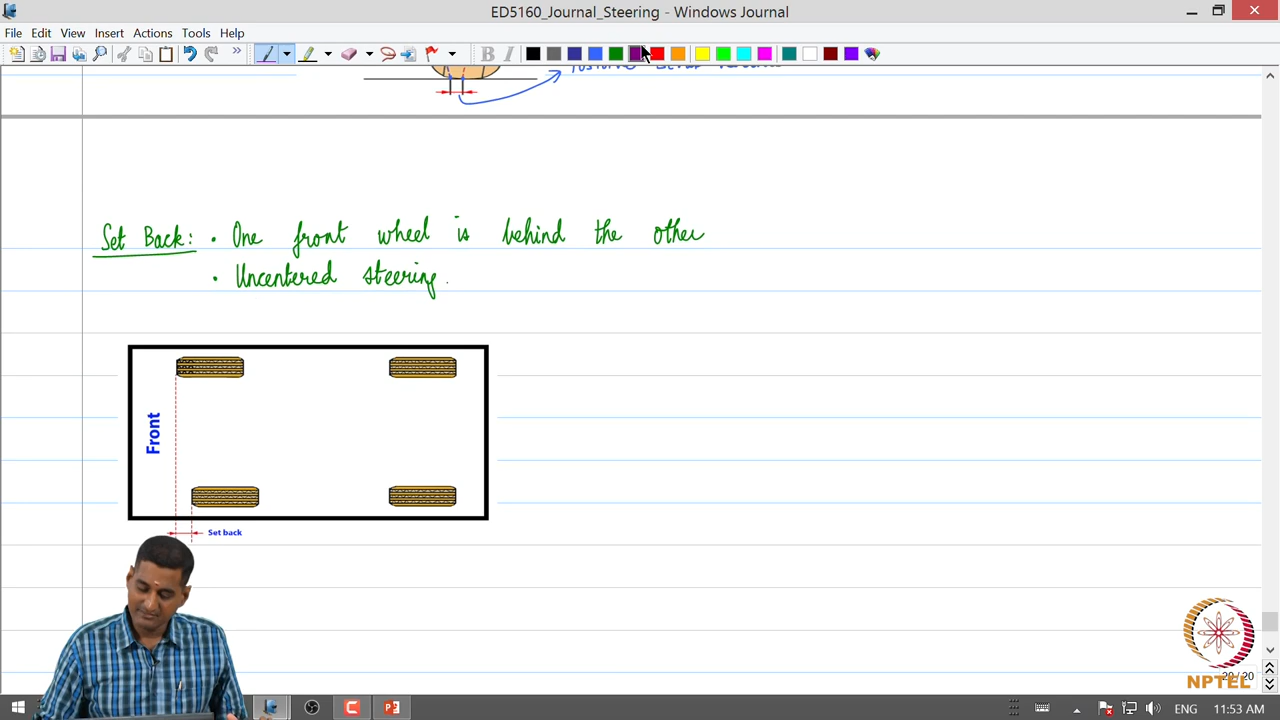 ED5160_Journal_Steering - Windows Journal
File Edit View Insert Actions Tools Help
B I
Set Back: • One front wheel is behind the other
• Uncentered steering.
Front
Set back
NPTEL
ENG 11:53 AM